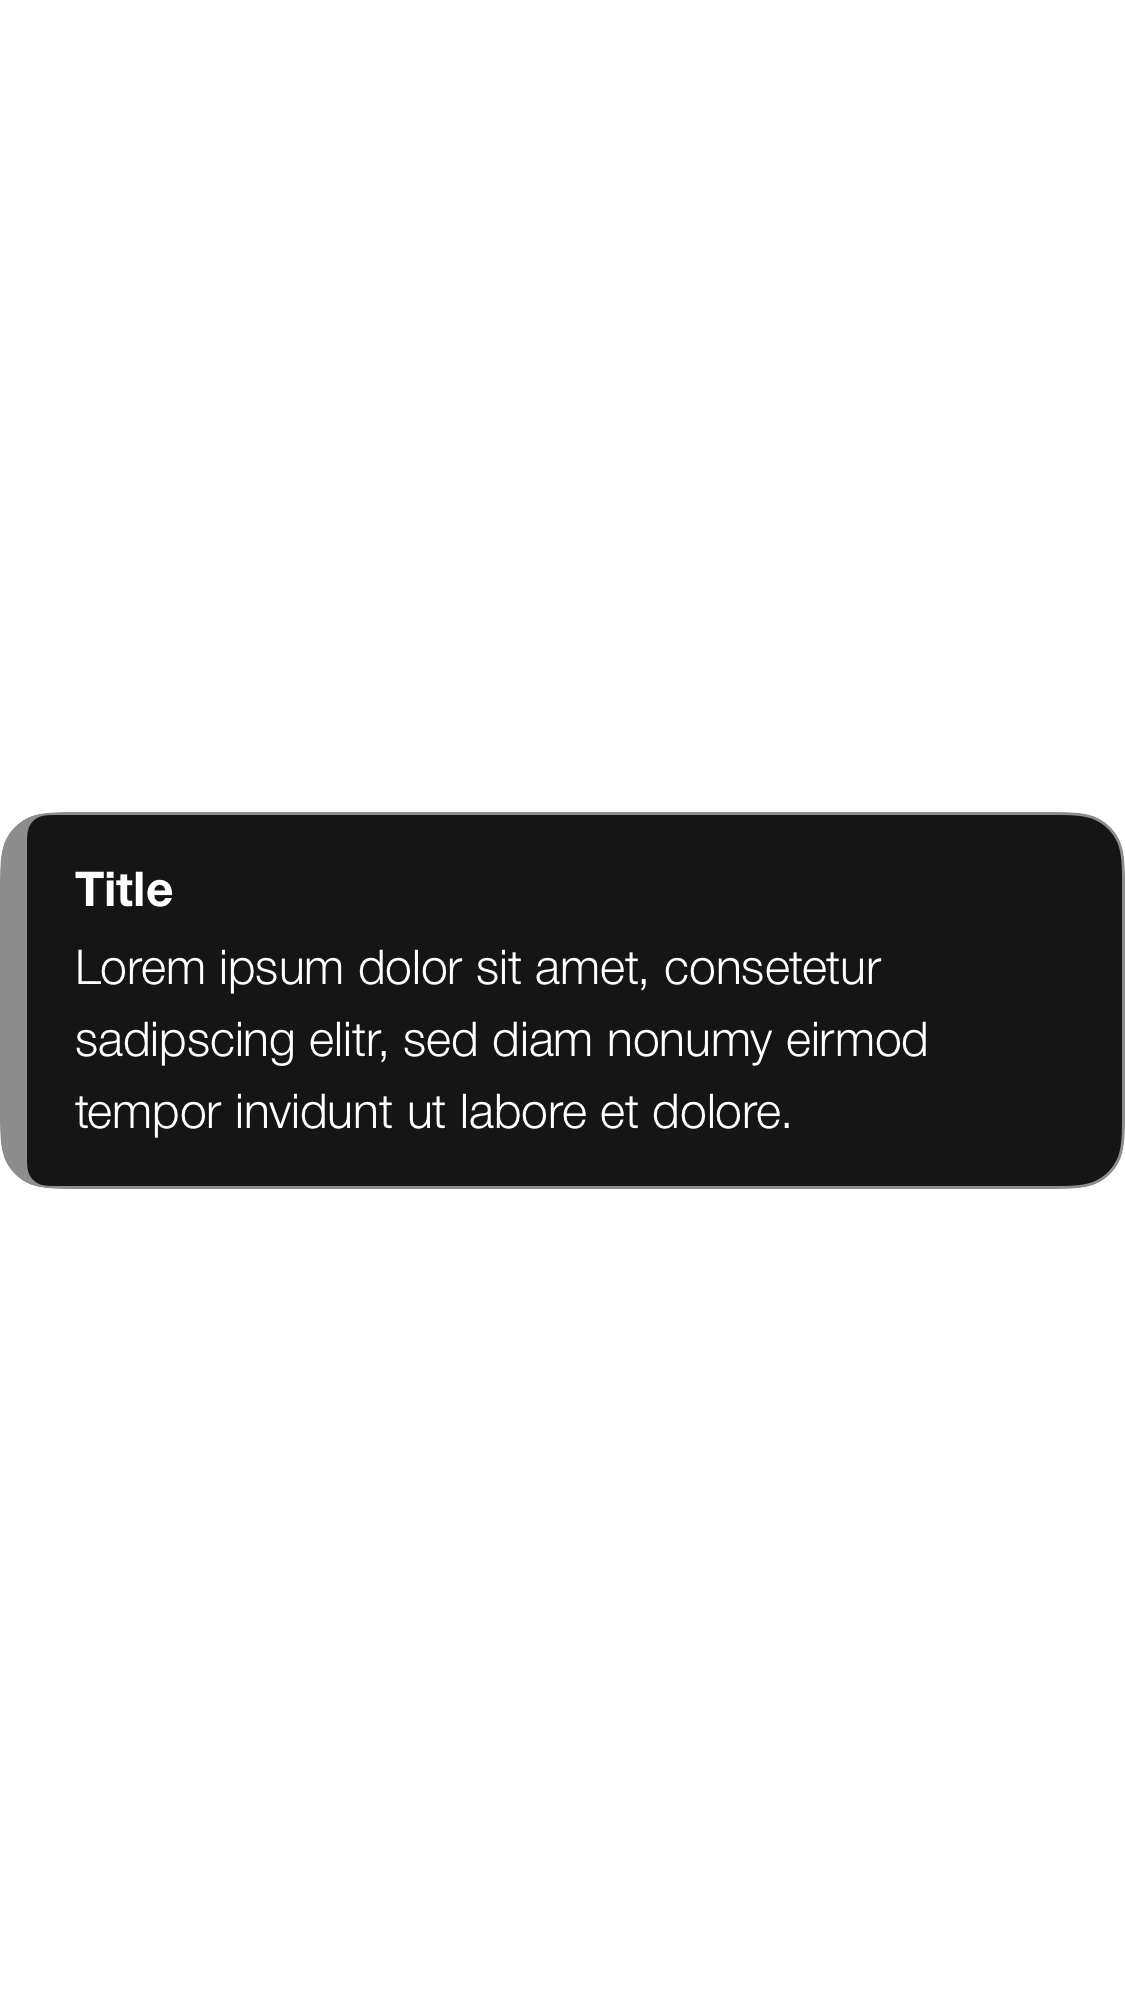 Title
Lorem ipsum dolor sit amet, consetetur
sadipscing elitr, sed diam nonumy eirmod
tempor invidunt ut labore et dolore.